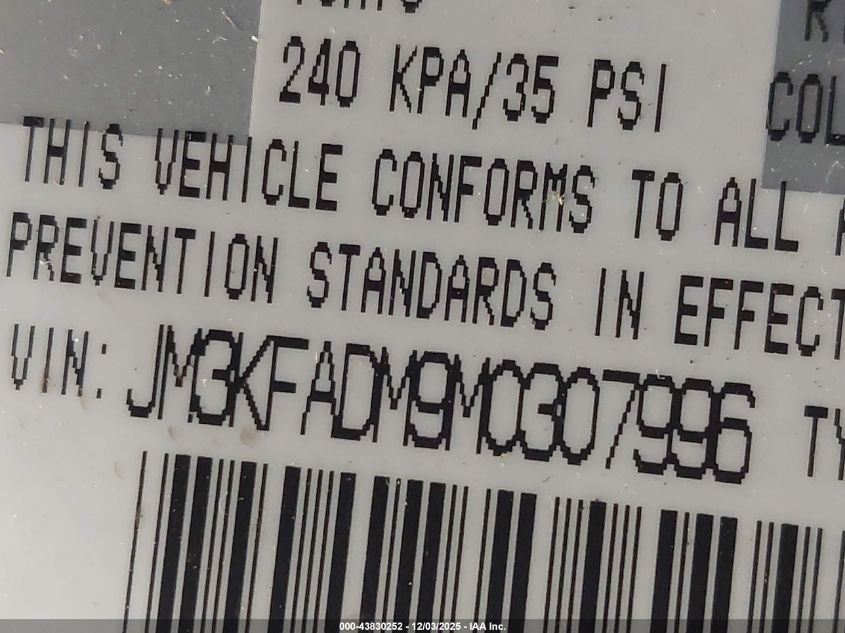 240 KPA/35 PSI
COL
THIS VEHICLE CONFORMS TO ALL A
PREVENTION STANDARDS IN EFFECT
VIN: JM3KFADM9M0307996 TY
000-43830252 - 12/03/2025 - IAA Inc.